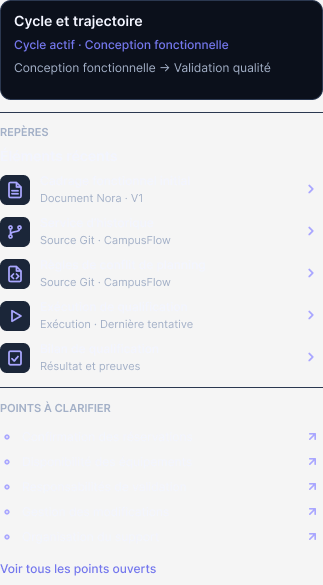 Cycle et trajectoire
Cycle actif · Conception fonctionnelle
Conception fonctionnelle → Validation qualité
REPÈRES
Document Nora · V1
Source Git · CampusFlow
Source Git · CampusFlow
Exécution · Dernière tentative
Résultat et preuves
POINTS À CLARIFIER
Voir tous les points ouverts